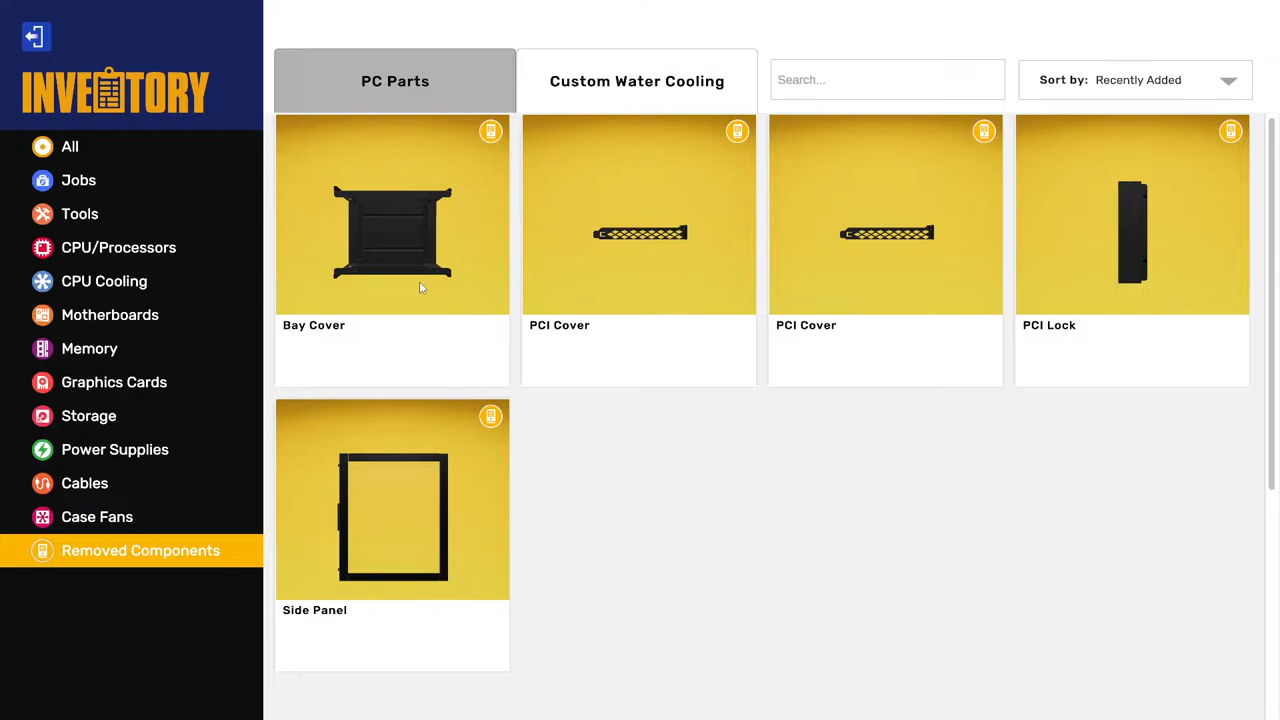 INVENTORY
All
Jobs
Tools
CPU/Processors
CPU Cooling
Motherboards
Memory
Graphics Cards
Storage
Power Supplies
Cables
Case Fans
Removed Components
PC Parts
Custom Water Cooling
Search...
Sort by: Recently Added
Bay Cover
PCI Cover
PCI Cover
PCI Lock
Side Panel